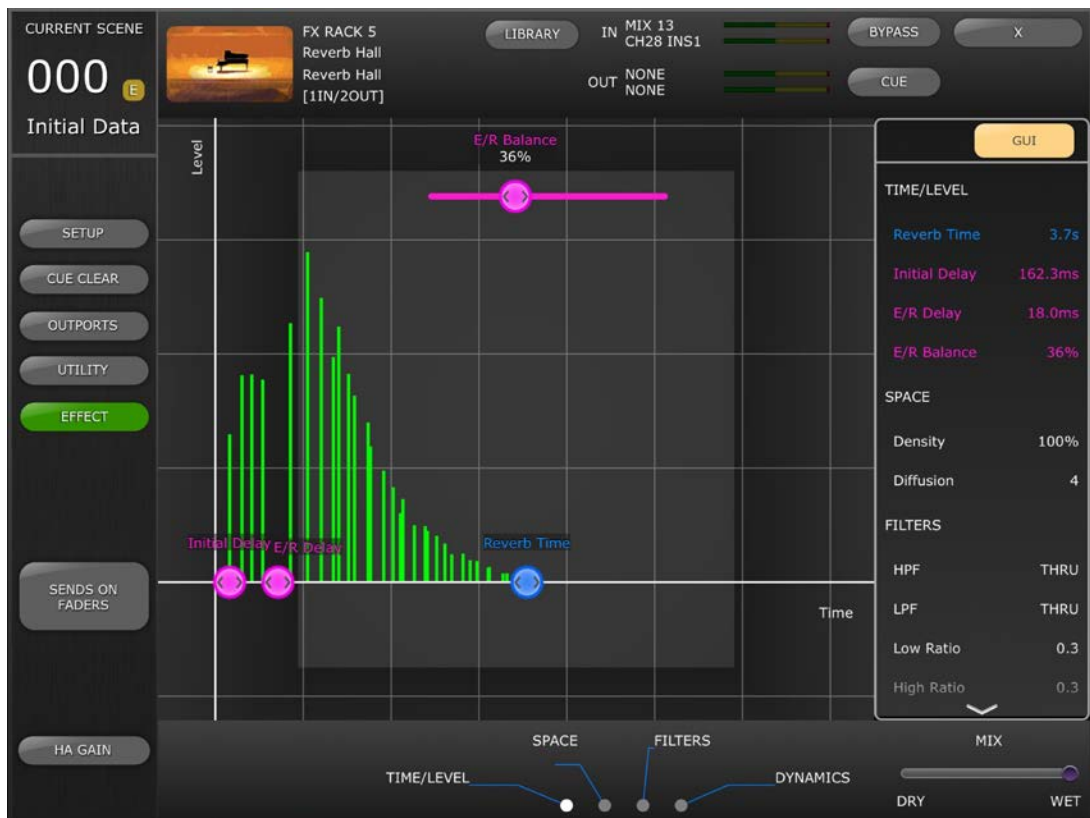 CURRENT SCENE
000 E
Initial Data
FX RACK 5
Reverb Hall
Reverb Hall
[1IN/2OUT]
LIBRARY
IN MIX 13
CH28 INS1
OUT NONE
NONE
BYPASS
X
CUE
SETUP
CUE CLEAR
OUTPORTS
UTILITY
EFFECT
SENDS ON
FADERS
HA GAIN
Level
E/R Balance
36%
Initial Delay
E/R Delay
Reverb Time
Time
GUI
TIME/LEVEL
Reverb Time 3.7s
Initial Delay 162.3ms
E/R Delay 18.0ms
E/R Balance 36%
SPACE
Density 100%
Diffusion 4
FILTERS
HPF THRU
LPF THRU
Low Ratio 0.3
High Ratio 0.3
SPACE
FILTERS
TIME/LEVEL
DYNAMICS
MIX
DRY WET